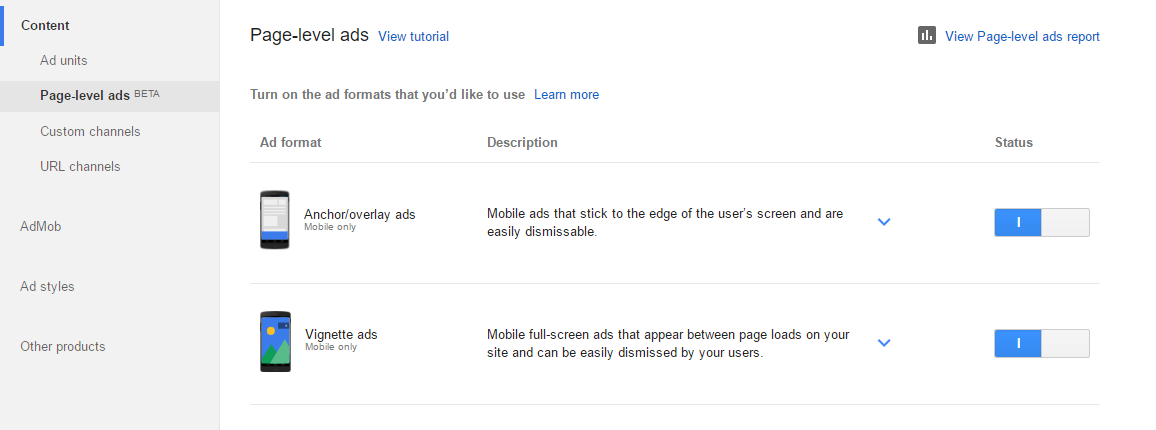 Content
Ad units
Page-level ads BETA
Custom channels
URL channels
AdMob
Ad styles
Other products
Page-level ads View tutorial
View Page-level ads report
Turn on the ad formats that you’d like to use Learn more
Ad format Description Status
Anchor/overlay ads
Mobile only
Mobile ads that stick to the edge of the user’s screen and are
easily dismissable.
I
Vignette ads
Mobile only
Mobile full-screen ads that appear between page loads on your
site and can be easily dismissed by your users.
I